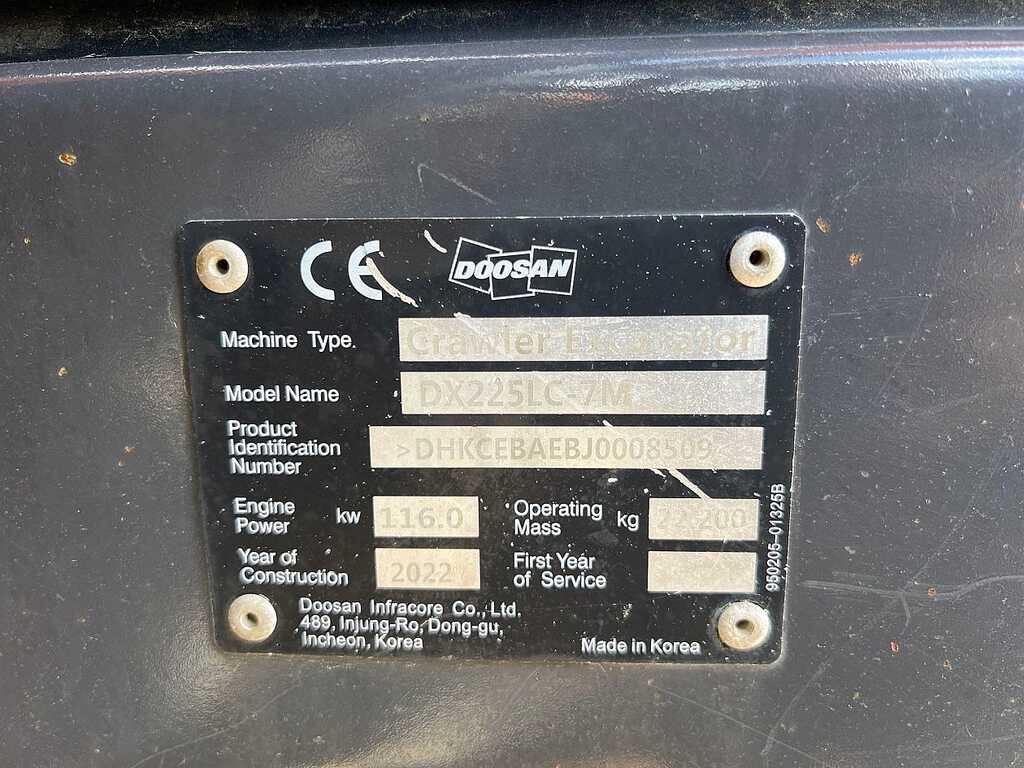 CE DOOSAN
Machine Type. Crawler Excavator
Model Name DX225LC-7M
Product
Identification
Number >DHKCEBAEBJ0008509<
Engine
Power kw 116.0
Operating
Mass kg
Year of
Construction 2022
First Year
of Service
Doosan Infracore Co., Ltd.
489, Injung-Ro, Dong-gu,
Incheon, Korea
Made in Korea
950205-01325B